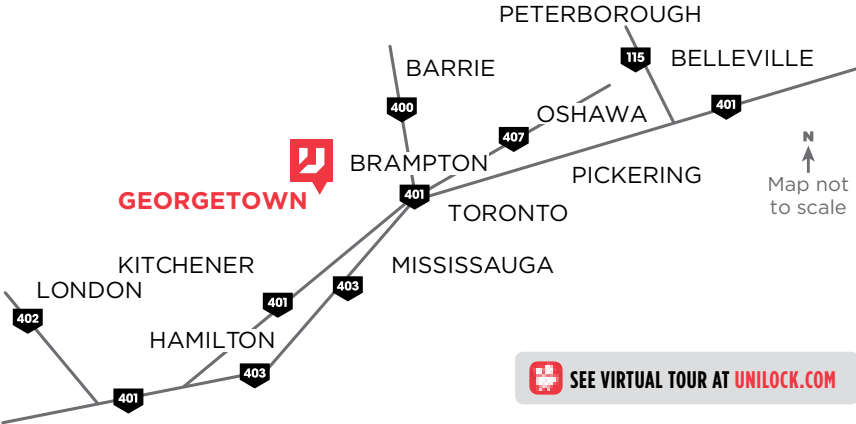 PETERBOROUGH
115
BELLEVILLE
BARRIE
400
401
OSHAWA
407
N
BRAMPTON
PICKERING
Map not
to scale
GEORGETOWN
401
TORONTO
KITCHENER
MISSISSAUGA
LONDON
403
401
402
HAMILTON
403
401
SEE VIRTUAL TOUR AT UNILOCK.COM